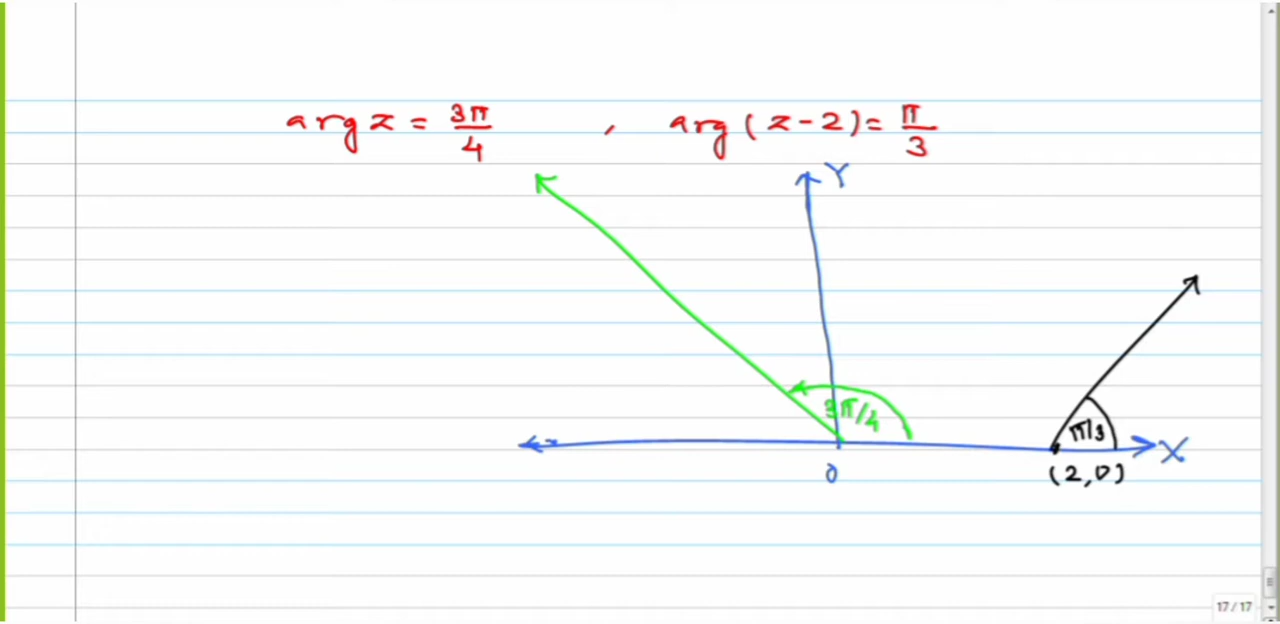 arg z = 3π/4 , arg(z-2) = π/3
Y
3π/4
π/3
X
0
(2,0)
17/17